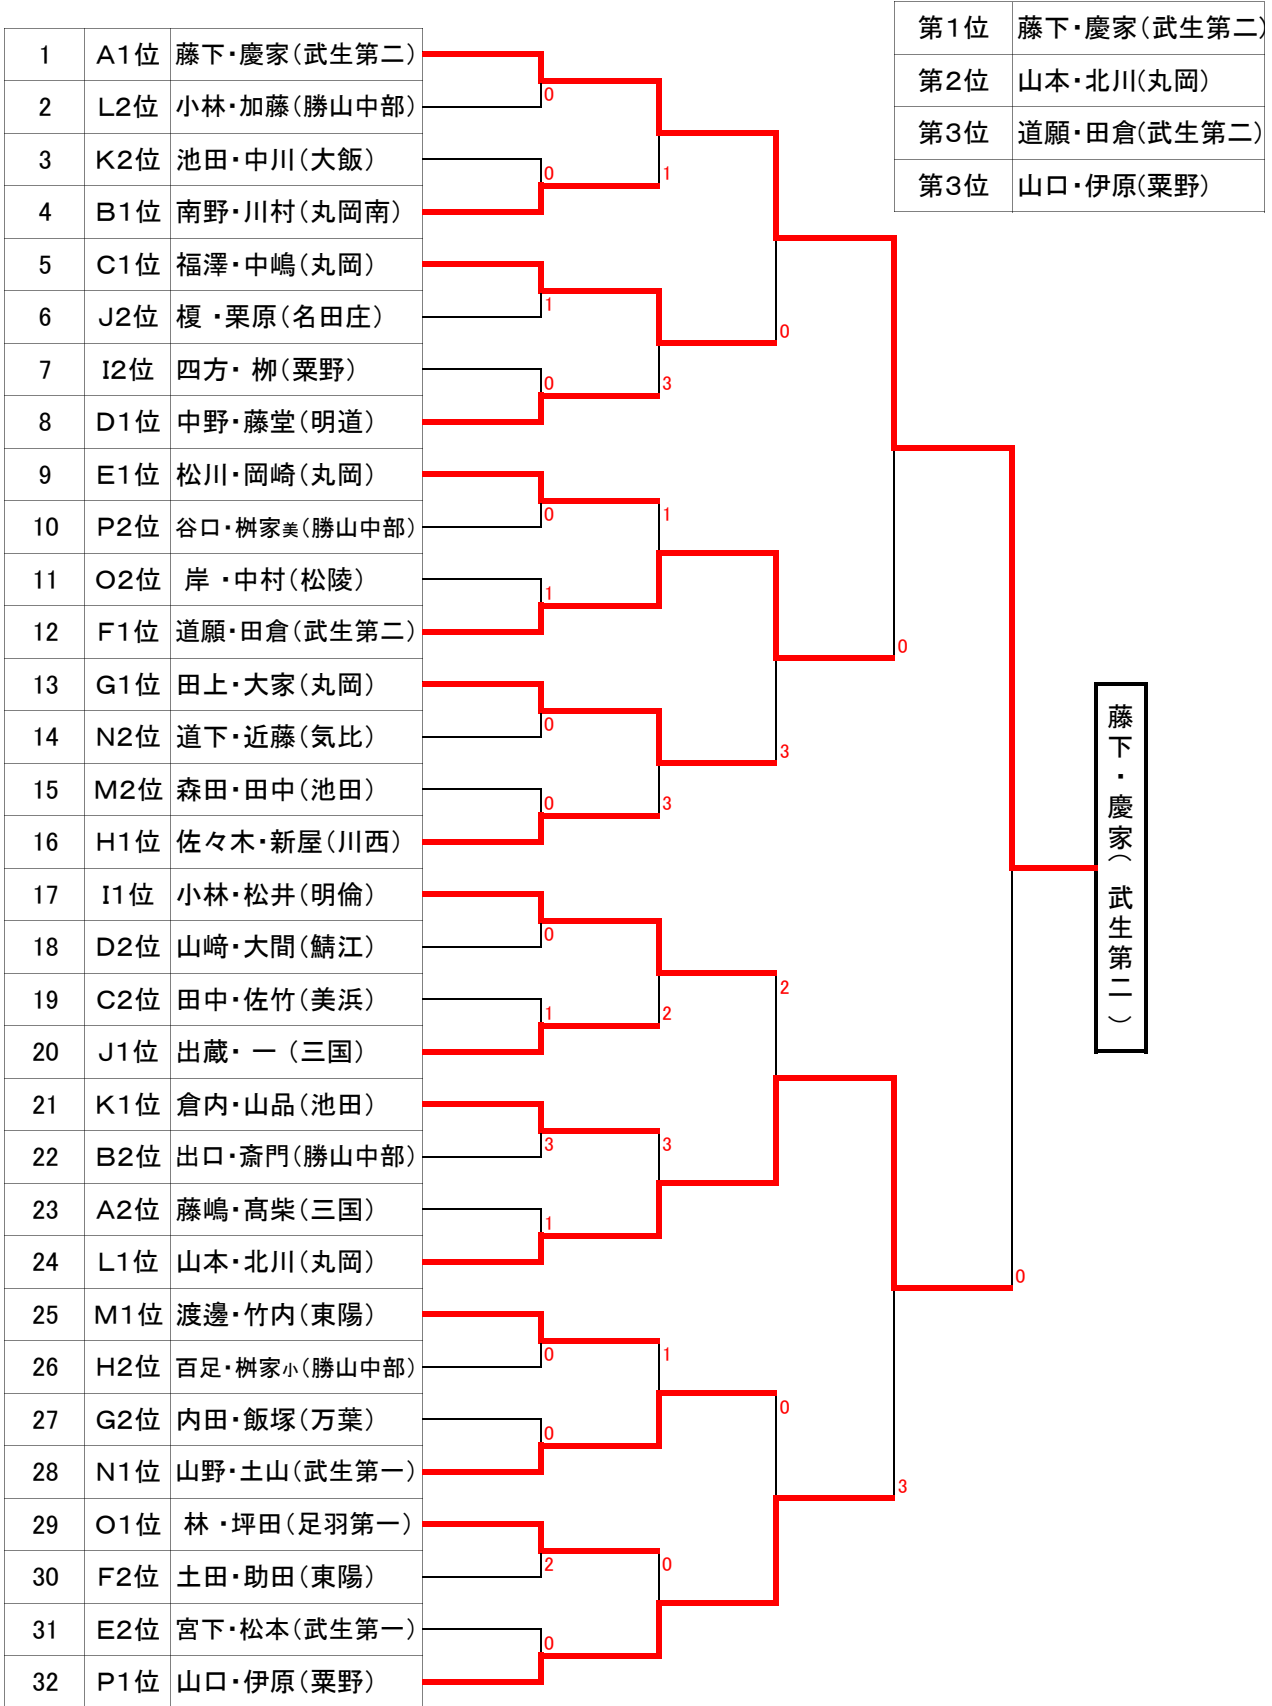 第1位 藤下・慶家(武生第二)
第2位 山本・北川(丸岡)
第3位 道願・田倉(武生第二)
第3位 山口・伊原(粟野)
1 A1位 藤下・慶家(武生第二)
0
2 L2位 小林・加藤(勝山中部)
3 K2位 池田・中川(大飯)
0 1
4 B1位 南野・川村(丸岡南)
5 C1位 福澤・中嶋(丸岡)
1
6 J2位 榎 ・栗原(名田庄)
0
7 I2位 四方・ 栁(粟野)
0 3
8 D1位 中野・藤堂(明道)
9 E1位 松川・岡崎(丸岡)
0 1
10 P2位 谷口・桝家美(勝山中部)
11 O2位 岸 ・中村(松陵)
1
12 F1位 道願・田倉(武生第二)
0
13 G1位 田上・大家(丸岡)
0
14 N2位 道下・近藤(気比)
3
15 M2位 森田・田中(池田)
0 3
16 H1位 佐々木・新屋(川西)
17 I1位 小林・松井(明倫)
0
18 D2位 山﨑・大間(鯖江)
2
19 C2位 田中・佐竹(美浜)
1 2
20 J1位 出蔵・ 一 (三国)
21 K1位 倉内・山品(池田)
3 3
22 B2位 出口・斎門(勝山中部)
23 A2位 藤嶋・髙柴(三国)
1
24 L1位 山本・北川(丸岡)
0
25 M1位 渡邊・竹内(東陽)
0 1
26 H2位 百足・桝家小(勝山中部)
0
27 G2位 内田・飯塚(万葉)
0
28 N1位 山野・土山(武生第一)
3
29 O1位 林 ・坪田(足羽第一)
2 0
30 F2位 土田・助田(東陽)
31 E2位 宮下・松本(武生第一)
0
32 P1位 山口・伊原(粟野)
藤下・慶家(武生第二)